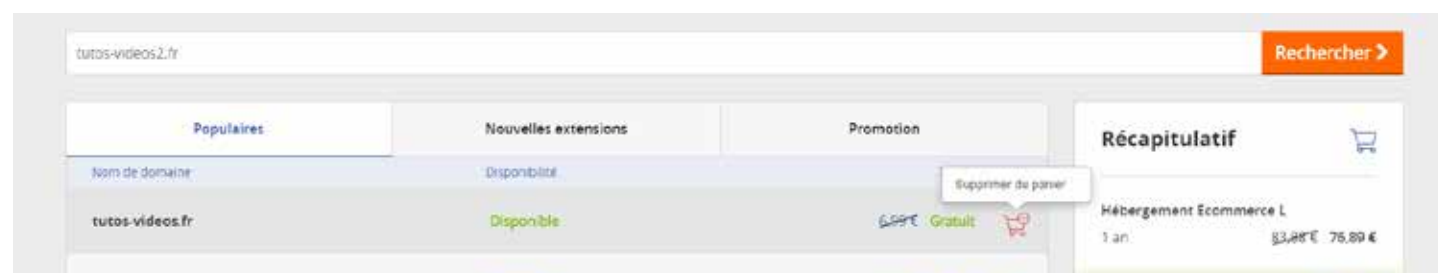 tutos-videos2.fr
Rechercher
Populaires
Nouvelles extensions
Promotion
Récapitulatif
Nom de domaine
Disponibilité
Supprimer du panier
tutos-videos.fr
Disponible
6,99 € Gratuit
Hébergement Ecommerce L
1 an
83,88 € 76,89 €